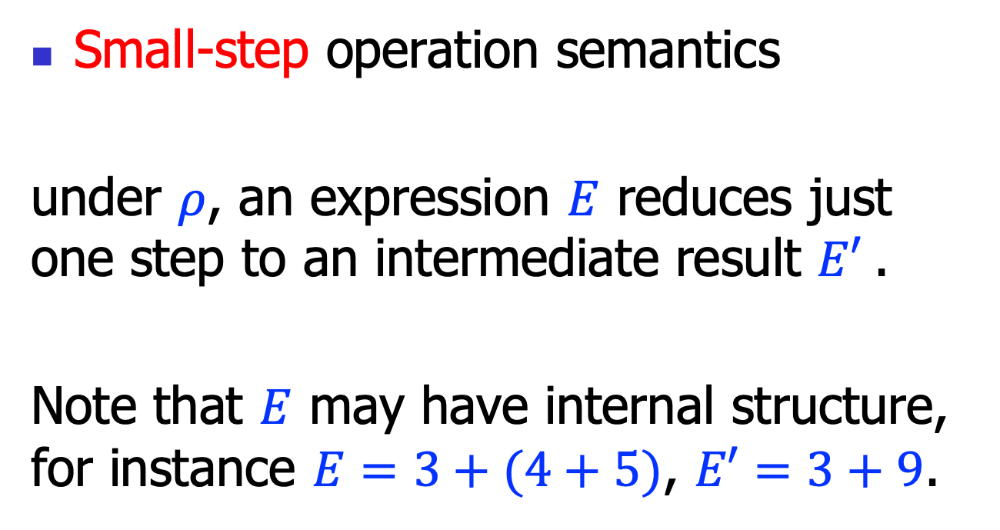 ▪ Small-step operation semantics
under ρ, an expression E reduces just
one step to an intermediate result E′ .
Note that E may have internal structure,
for instance E = 3 + (4 + 5), E′ = 3 + 9.